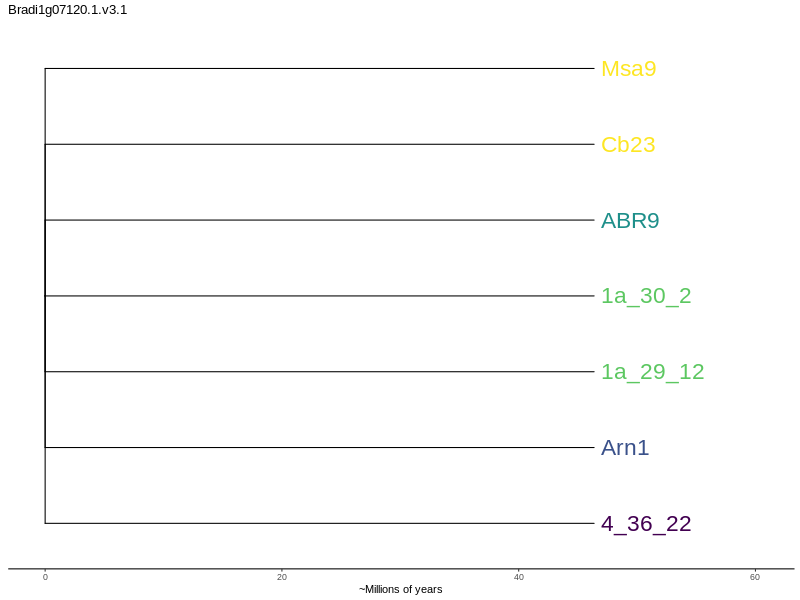 Bradi1g07120.1.v3.1
Msa9
Cb23
ABR9
1a_30_2
1a_29_12
Arn1
4_36_22
0 20 40 60
~Millions of years